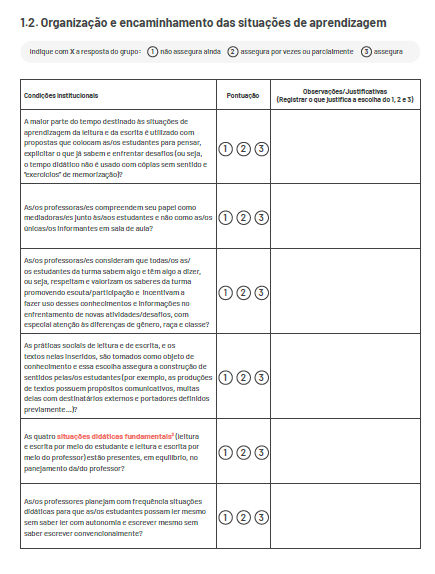 1.2. Organização e encaminhamento das situações de aprendizagem
Indique com X a resposta do grupo: 1 não assegura ainda 2 assegura por vezes ou parcialmente 3 assegura
Condições institucionais
Pontuação
Observações/Justificativas
(Registrar o que justifica a escolha do 1, 2 e 3)
A maior parte do tempo destinado às situações de
aprendizagem da leitura e da escrita é utilizado com
propostas que colocam as/os estudantes para pensar,
explicitar o que já sabem e enfrentar desafios (ou seja,
o tempo didático não é usado com cópias sem sentido e
"exercícios" de memorização)?
1 2 3
As/os professoras/es compreendem seu papel como
mediadoras/es junto às/aos estudantes e não como as/os
únicas/os informantes em sala de aula?
1 2 3
As/os professoras/es consideram que todas/os as/
os estudantes da turma sabem algo e têm algo a dizer,
ou seja, respeitam e valorizam os saberes da turma
promovendo escuta/participação e incentivam a
fazer uso desses conhecimentos e informações no
enfrentamento de novas atividades/desafios, com
especial atenção às diferenças de gênero, raça e classe?
1 2 3
As práticas sociais de leitura e de escrita, e os
textos nelas inseridos, são tomados como objeto de
conhecimento e essa escolha assegura a construção de
sentidos pelas/os estudantes (por exemplo, as produções
de textos possuem propósitos comunicativos, muitas
delas com destinatários externos e portadores definidos
previamente...)?
1 2 3
As quatro situações didáticas fundamentais¹ (leitura
e escrita por meio do estudante e leitura e escrita por
meio do professor) estão presentes, em equilíbrio, no
panejamento da/do professor?
1 2 3
As/os professores planejam com frequência situações
didáticas para que as/os estudantes possam ler mesmo
sem saber ler com autonomia e escrever mesmo sem
saber escrever convencionalmente?
1 2 3